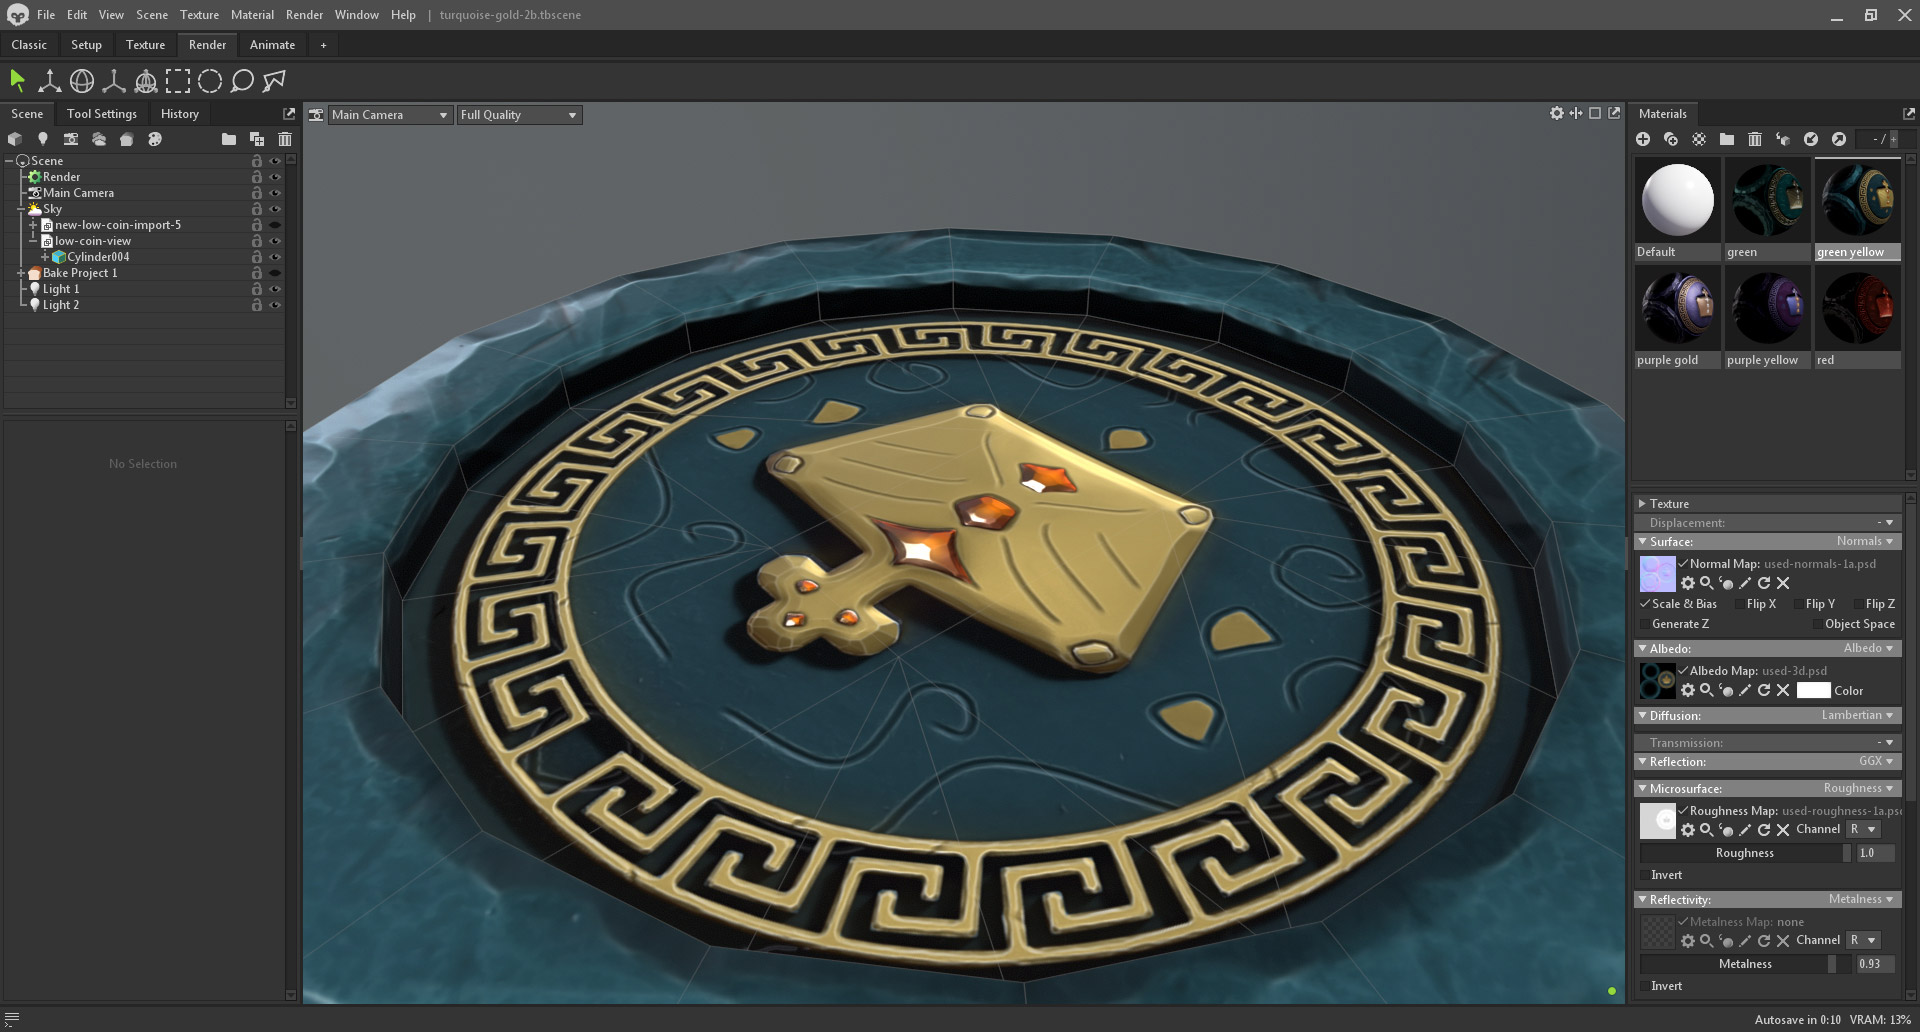 File Edit View Scene Texture Material Render Window Help | turquoise-gold-2b.tbscene
Classic Setup Texture Render Animate +
Scene Tool Settings History
Main Camera Full Quality
Materials
- / +
Scene
Render
Main Camera
Sky
new-low-coin-import-5
low-coin-view
Cylinder004
Bake Project 1
Light 1
Light 2
No Selection
Default green green yellow
purple gold purple yellow red
Texture
Displacement: -
Surface: Normals
Normal Map: used-normals-1a.psd
Scale & Bias Flip X Flip Y Flip Z
Generate Z Object Space
Albedo: Albedo
Albedo Map: used-3d.psd
Color
Diffusion: Lambertian
Transmission: -
Reflection: GGX
Microsurface: Roughness
Roughness Map: used-roughness-1a.psd
Channel R
Roughness 1.0
Invert
Reflectivity: Metalness
Metalness Map: none
Channel R
Metalness 0.93
Invert
Autosave in 0:10 VRAM: 13%